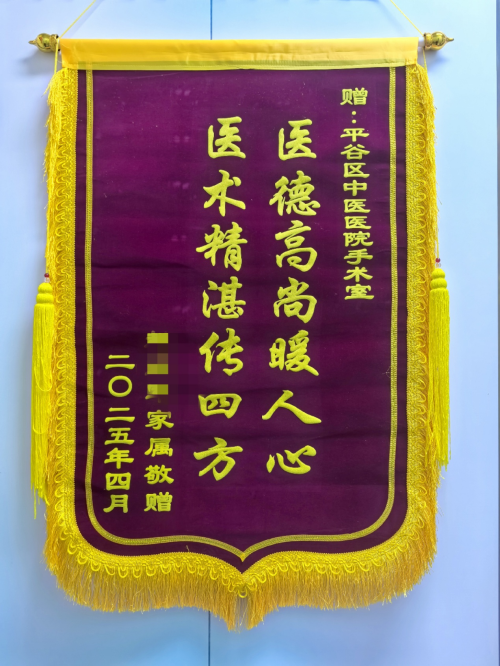 赠：平谷区中医医院手术室
医德高尚暖人心
医术精湛传四方
家属敬赠
二〇二五年四月